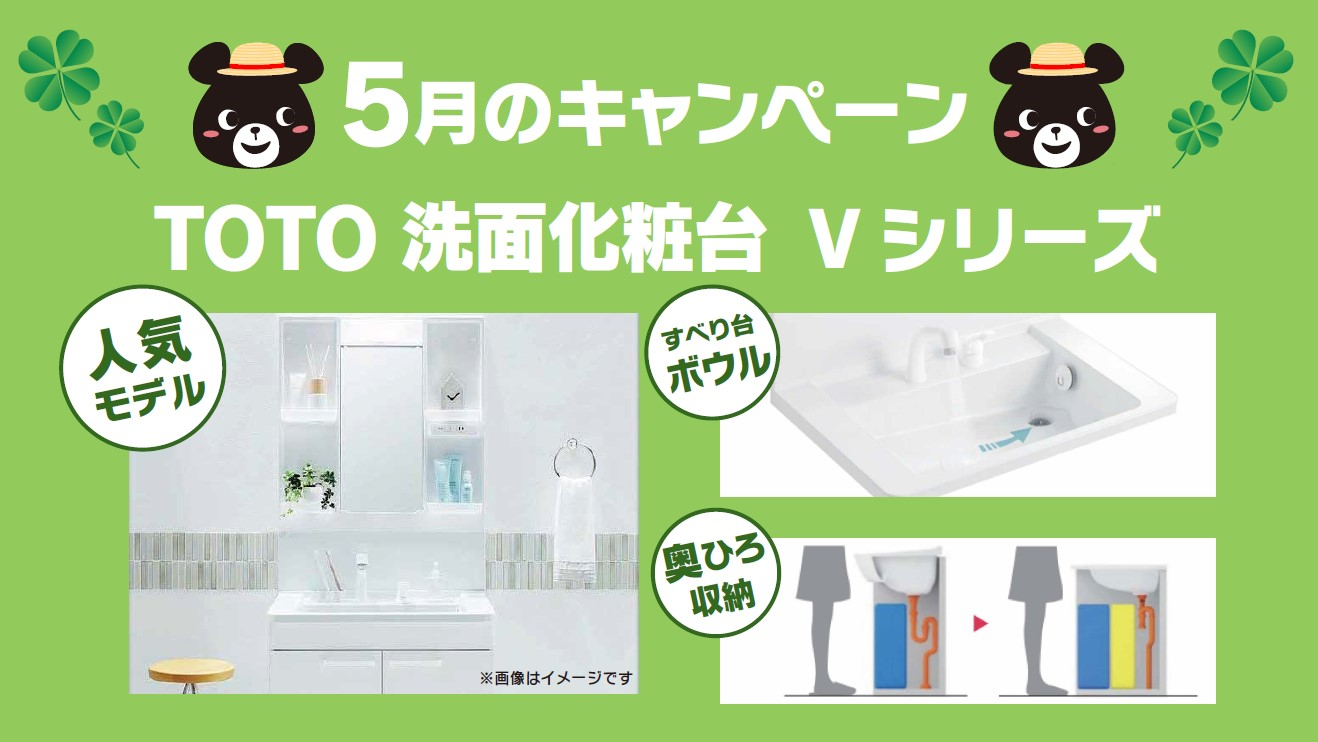 5月のキャンペーン
TOTO 洗面化粧台 Vシリーズ
人気
モデル
すべり台
ボウル
奥ひろ
収納
※画像はイメージです